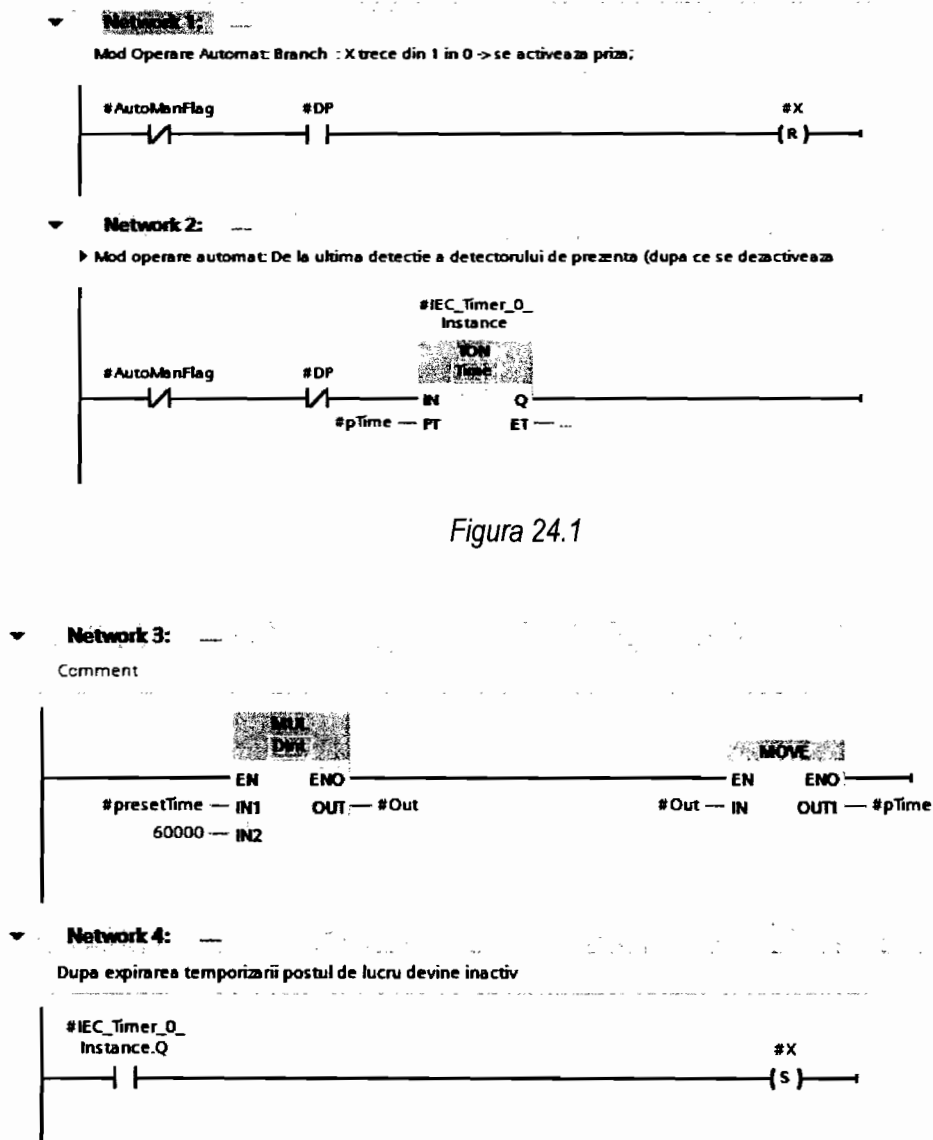 Network 1:
Mod Operare Automat: Branch : X trece din 1 in 0 -> se activeaza priza;
#AutoManFlag #DP #X
R
Network 2:
Mod operare automat: De la ultima detectie a detectorului de prezenta (dupa ce se dezactiveaza
#IEC_Timer_0_
Instance
TON
Time
#AutoManFlag #DP
IN Q
#pTime PT ET ...
Figura 24.1
Network 3:
Comment
MUL
DInt
MOVE
EN ENO EN ENO
#presetTime IN1 OUT #Out #Out IN OUT1 #pTime
60000 IN2
Network 4:
Dupa expirarea temporizarii postul de lucru devine inactiv
#IEC_Timer_0_
Instance.Q #X
S